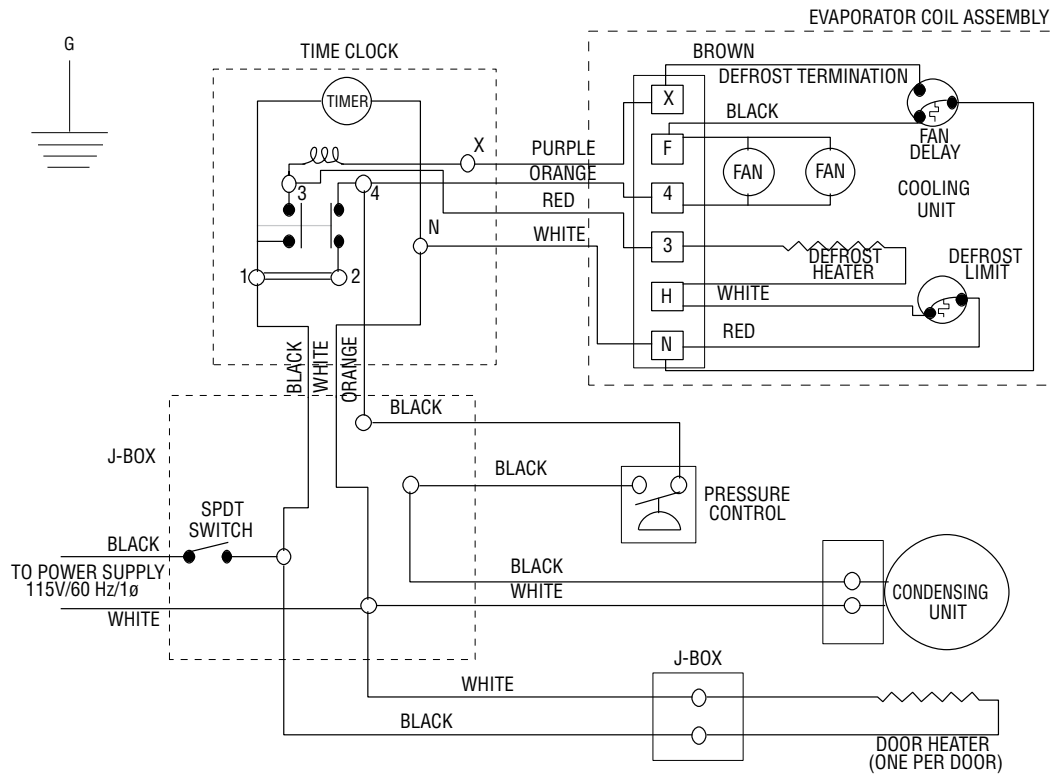 EVAPORATOR COIL ASSEMBLY
G
TIME CLOCK
BROWN
DEFROST TERMINATION
TIMER
X
BLACK
X
PURPLE
F
FAN
DELAY
ORANGE
FAN
FAN
3
4
4
COOLING
UNIT
RED
N
WHITE
3
DEFROST
HEATER
DEFROST
LIMIT
1
2
H
WHITE
RED
N
BLACK
WHITE
ORANGE
BLACK
J-BOX
BLACK
PRESSURE
CONTROL
SPDT
SWITCH
BLACK
TO POWER SUPPLY
115V/60 Hz/1ø
WHITE
BLACK
WHITE
CONDENSING
UNIT
J-BOX
WHITE
BLACK
DOOR HEATER
(ONE PER DOOR)